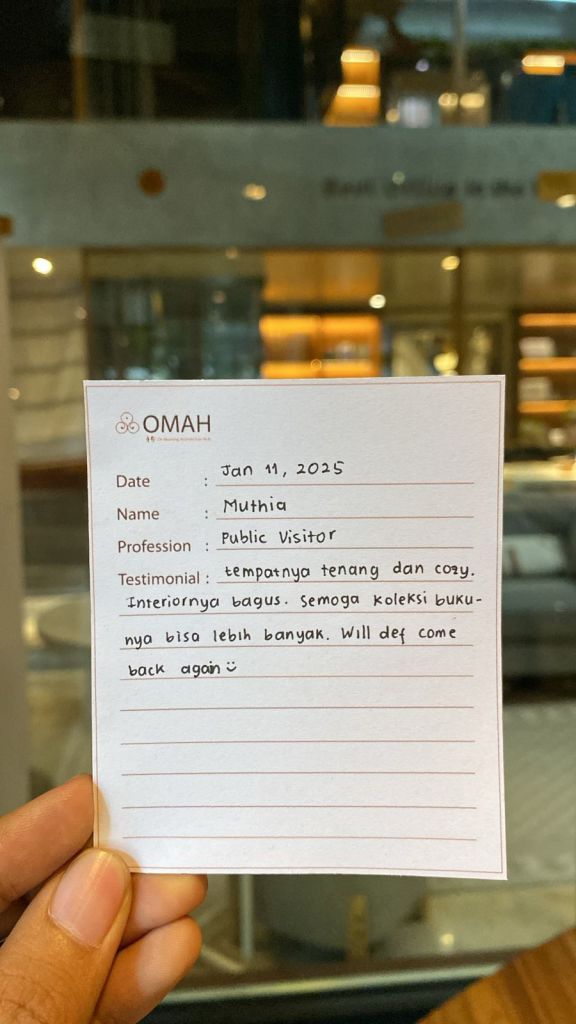 OMAH
Date : Jan 11, 2025
Name : Muthia
Profession : Public Visitor
Testimonial : tempatnya tenang dan cozy.
Interiornya bagus. Semoga koleksi buku-
nya bisa lebih banyak. Will def come
back again